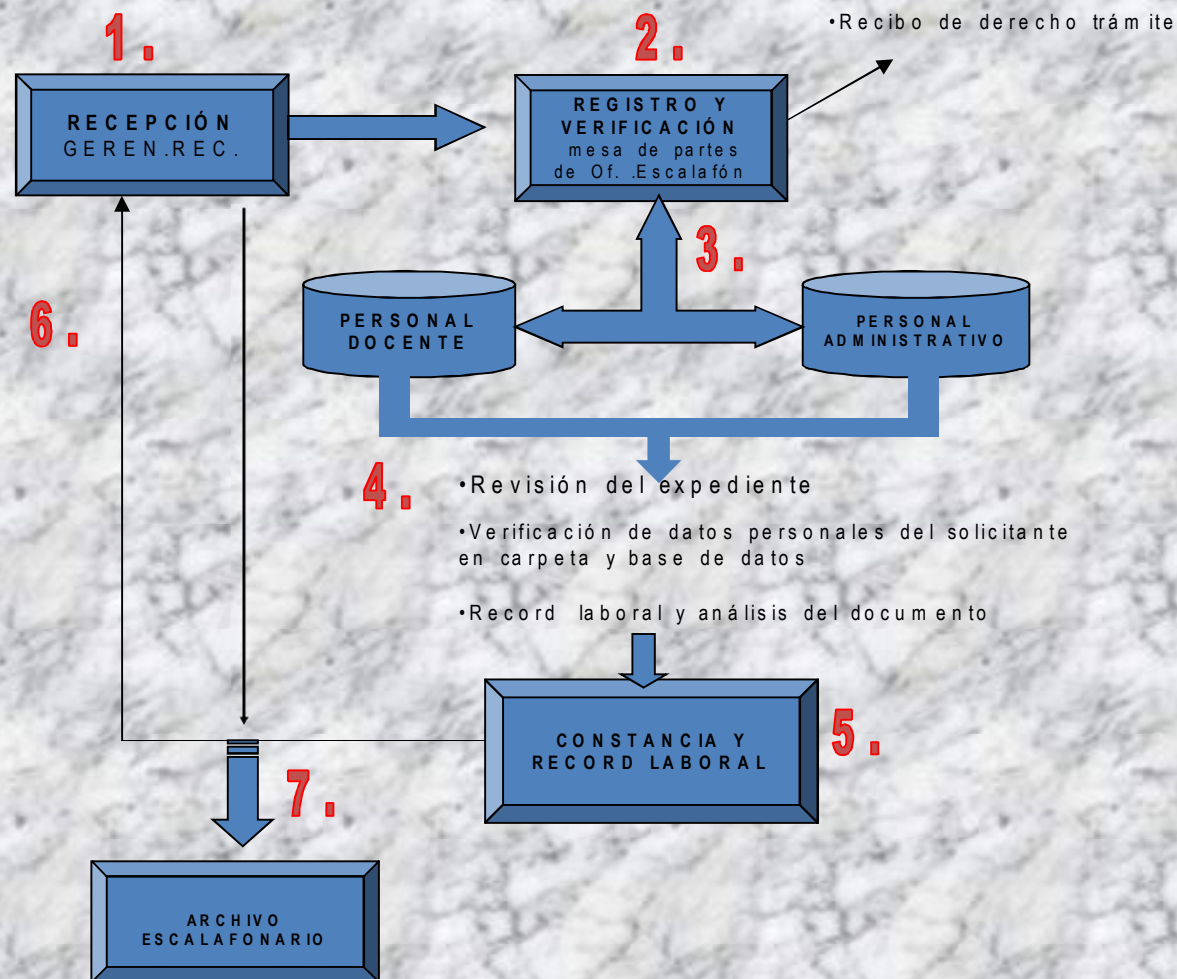 1.
2.
•Recibo de derecho trámite
RECEPCIÓN
GEREN.REC.
REGISTRO Y
VERIFICACIÓN
mesa de partes
de Of. .Escalafón
3.
6.
PERSONAL
DOCENTE
PERSONAL
ADMINISTRATIVO
4.
•Revisión del expediente
•Verificación de datos personales del solicitante
en carpeta y base de datos
•Record laboral y análisis del documento
CONSTANCIA Y
RECORD LABORAL
5.
7.
ARCHIVO
ESCALAFONARIO